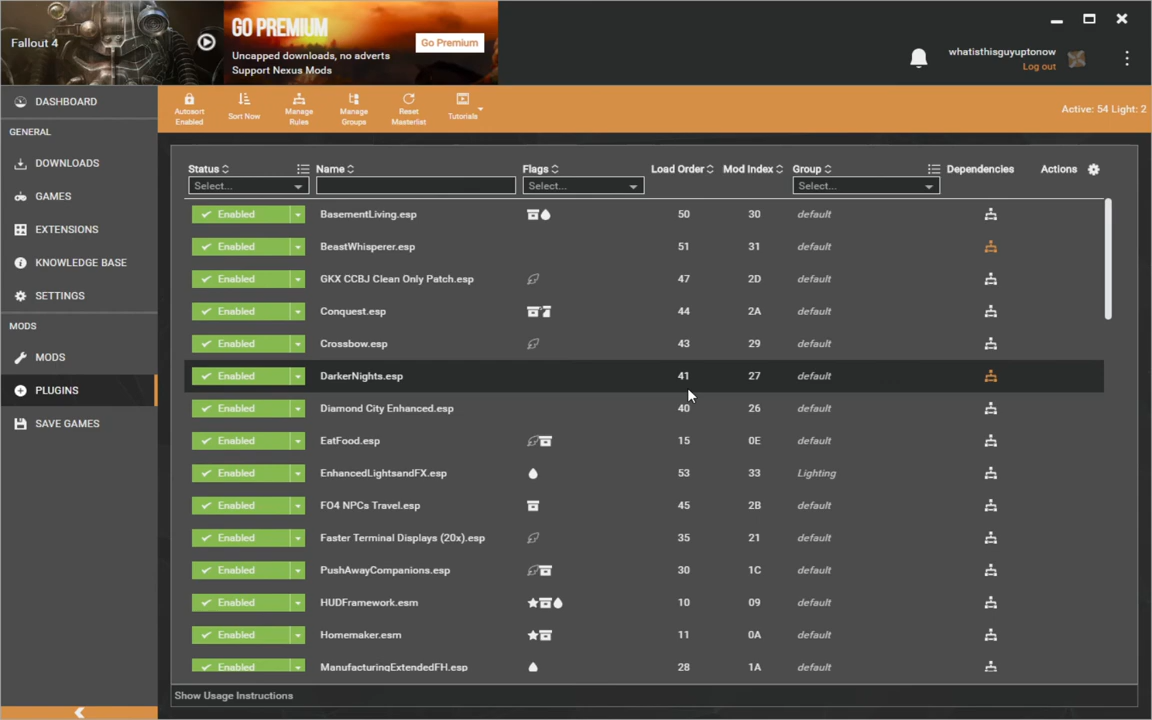 Fallout 4
GO PREMIUM
Uncapped downloads, no adverts
Support Nexus Mods
Go Premium
whatisthisguyuptonow
Log out
DASHBOARD
GENERAL
DOWNLOADS
GAMES
EXTENSIONS
KNOWLEDGE BASE
SETTINGS
MODS
MODS
PLUGINS
SAVE GAMES
Autosort Enabled
Sort Now
Manage Rules
Manage Groups
Reset Masterlist
Tutorials
Active: 54 Light: 2
Status Name Flags Load Order Mod Index Group Dependencies Actions
Select... Select... Select...
Enabled BasementLiving.esp 50 30 default
Enabled BeastWhisperer.esp 51 31 default
Enabled GKX CCBJ Clean Only Patch.esp 47 2D default
Enabled Conquest.esp 44 2A default
Enabled Crossbow.esp 43 29 default
Enabled DarkerNights.esp 41 27 default
Enabled Diamond City Enhanced.esp 40 26 default
Enabled EatFood.esp 15 0E default
Enabled EnhancedLightsandFX.esp 53 33 Lighting
Enabled FO4 NPCs Travel.esp 45 2B default
Enabled Faster Terminal Displays (20x).esp 35 21 default
Enabled PushAwayCompanions.esp 30 1C default
Enabled HUDFramework.esm 10 09 default
Enabled Homemaker.esm 11 0A default
Enabled ManufacturingExtendedFH.esp 28 1A default
Show Usage Instructions